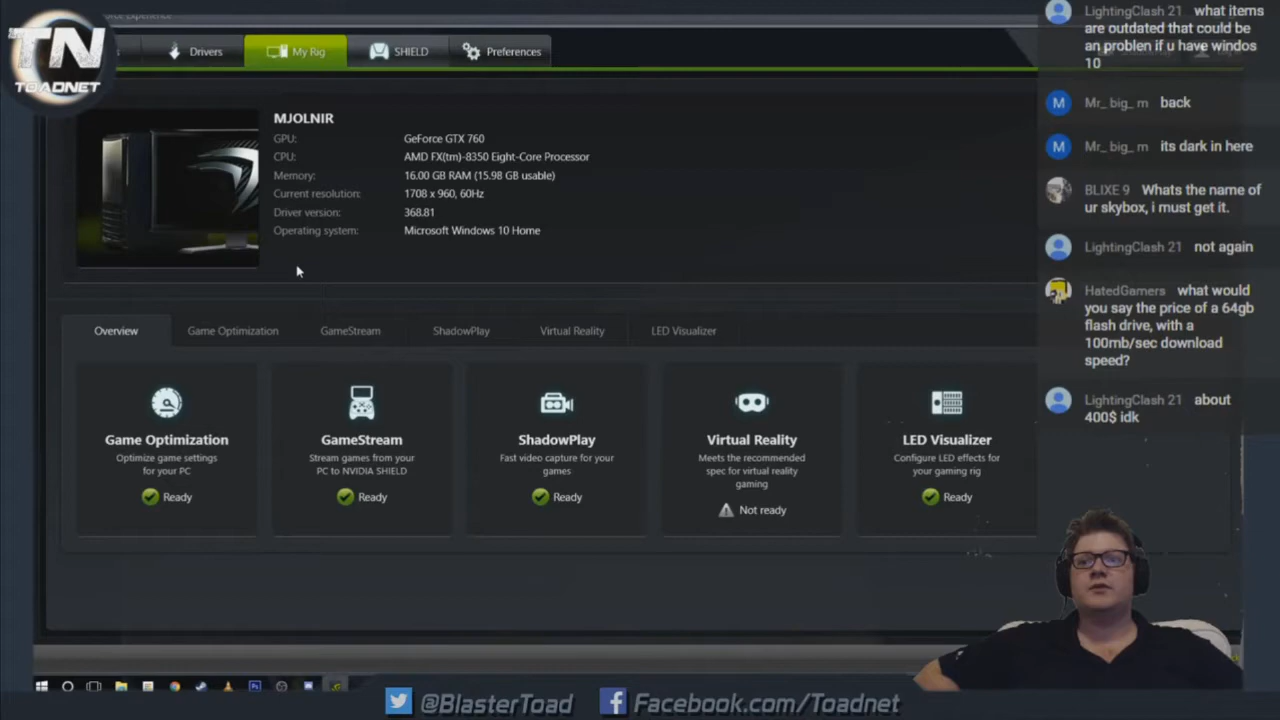 TN
TOADNET
Drivers
My Rig
SHIELD
Preferences
MJOLNIR
GPU: GeForce GTX 760
CPU: AMD FX(tm)-8350 Eight-Core Processor
Memory: 16.00 GB RAM (15.98 GB usable)
Current resolution: 1708 x 960, 60Hz
Driver version: 368.81
Operating system: Microsoft Windows 10 Home
Overview
Game Optimization
GameStream
ShadowPlay
Virtual Reality
LED Visualizer
Game Optimization
Optimize game settings
for your PC
Ready
GameStream
Stream games from your
PC to NVIDIA SHIELD
Ready
ShadowPlay
Fast video capture for your
games
Ready
Virtual Reality
Meets the recommended
spec for virtual reality
gaming
Not ready
LED Visualizer
Configure LED effects for
your gaming rig
Ready
LightingClash 21 what items
are outdated that could be
an problen if u have windos
10
Mr_ big_ m back
Mr_ big_ m its dark in here
BLIXE 9 Whats the name of
ur skybox, i must get it.
LightingClash 21 not again
HatedGamers what would
you say the price of a 64gb
flash drive, with a
100mb/sec download
speed?
LightingClash 21 about
400$ idk
@BlasterToad
Facebook.com/Toadnet